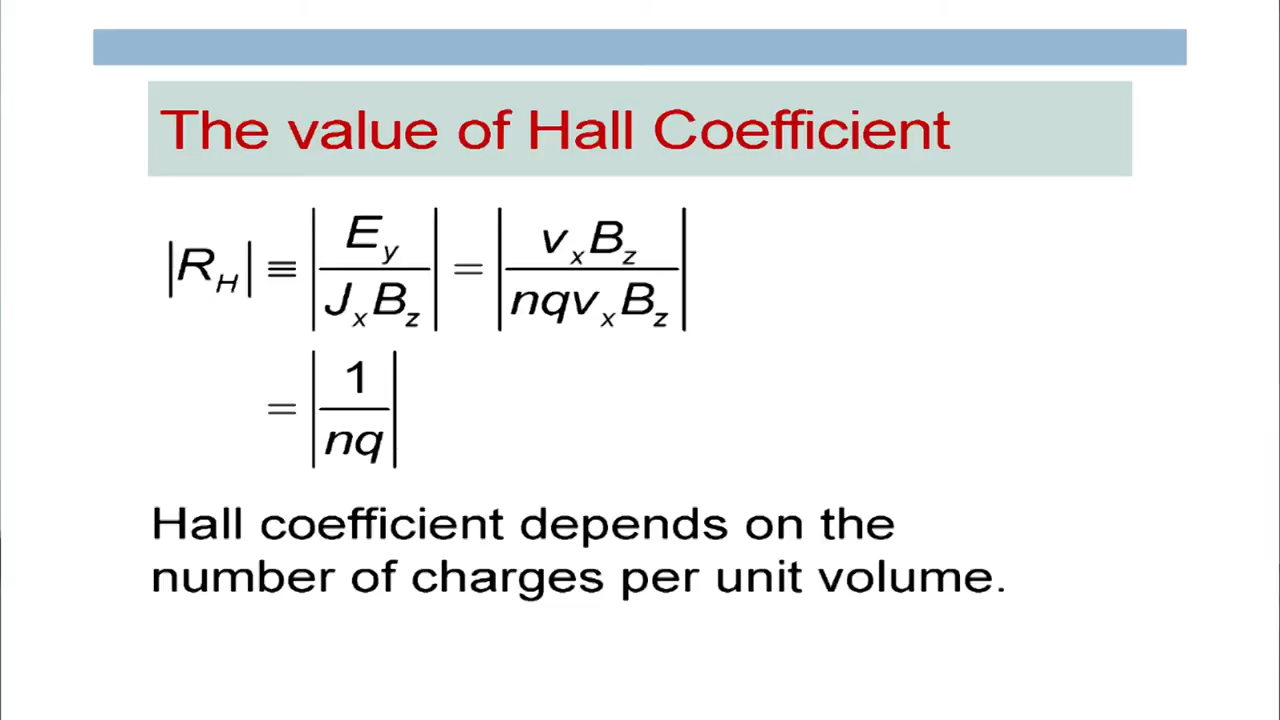 The value of Hall Coefficient
|R_H| ≡ |E_y / J_x B_z| = |v_x B_z / nqv_x B_z|
= |1 / nq|
Hall coefficient depends on the
number of charges per unit volume.